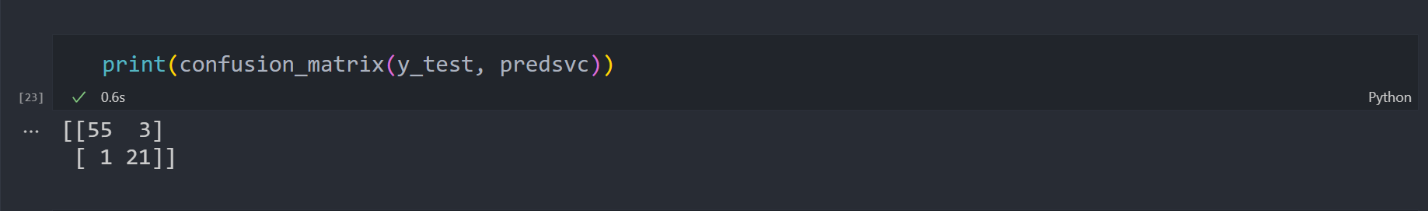 print(confusion_matrix(y_test, predsvc))
[23] 0.6s Python
... [[55  3]
 [ 1 21]]